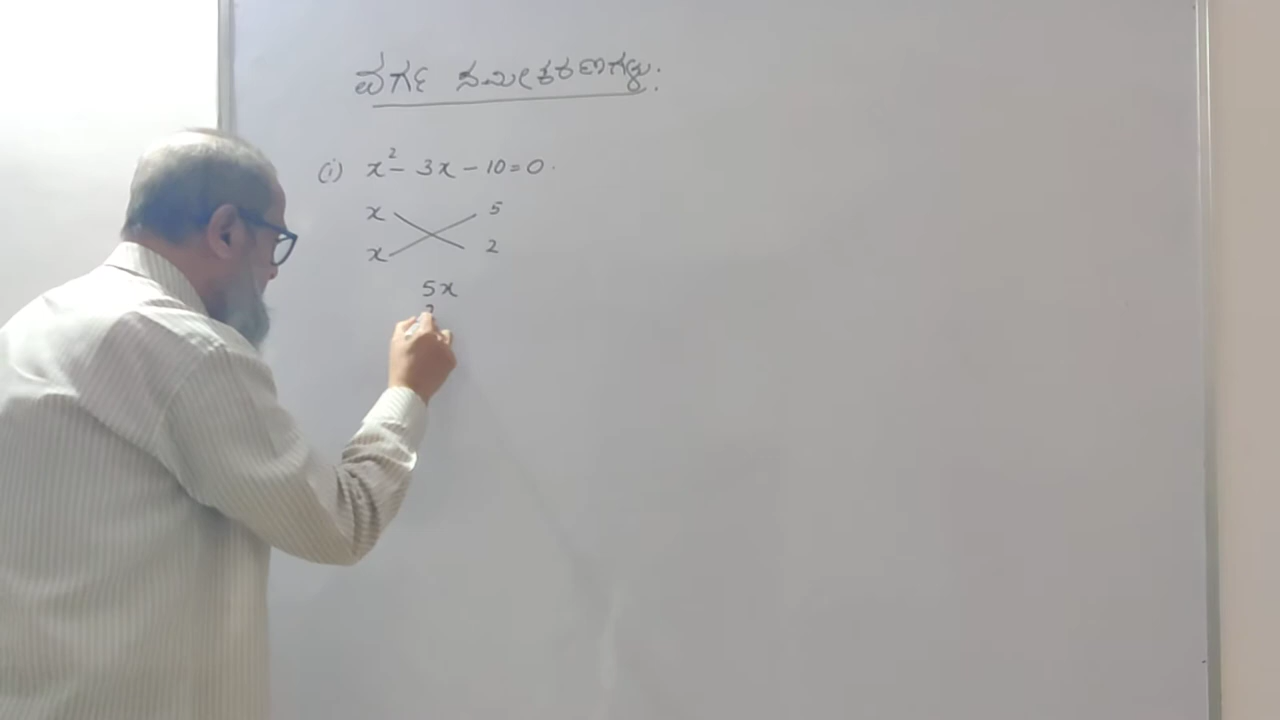 ವರ್ಗ ಸಮೀಕರಣಗಳು:
(i) x² - 3x - 10 = 0.
x 5
x 2
5x